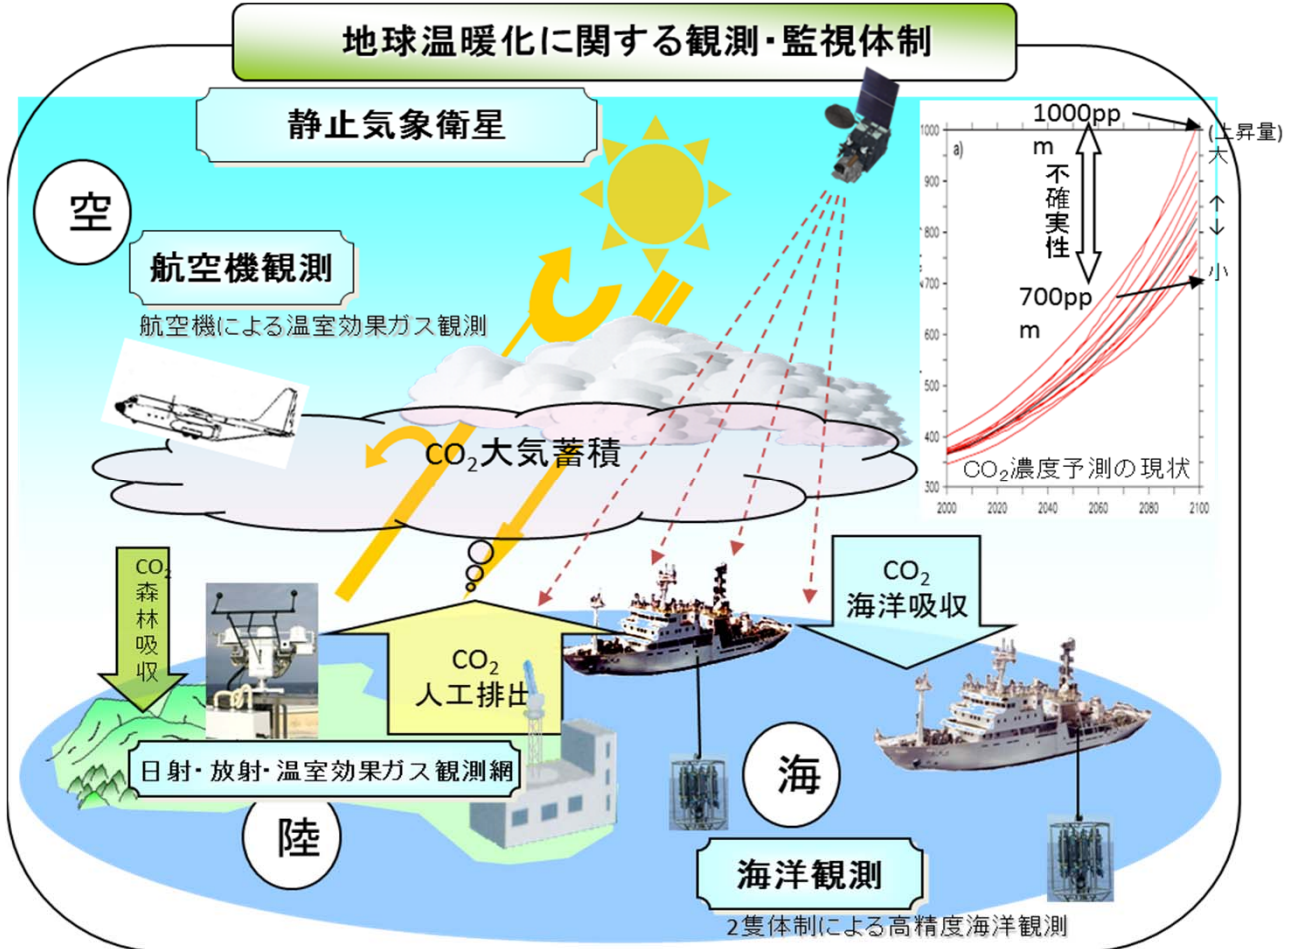 地球温暖化に関する観測・監視体制
静止気象衛星
空
航空機観測
航空機による温室効果ガス観測
1000pp
m
(上昇量)
大
↑
↓
小
不確実性
700pp
m
a)
1000
900
800
700
600
500
400
300
2000
2020
2040
2060
2080
2100
CO₂濃度予測の現状
CO₂大気蓄積
CO₂
森林吸収
CO₂
人工排出
CO₂
海洋吸収
日射・放射・温室効果ガス観測網
陸
海
海洋観測
2隻体制による高精度海洋観測